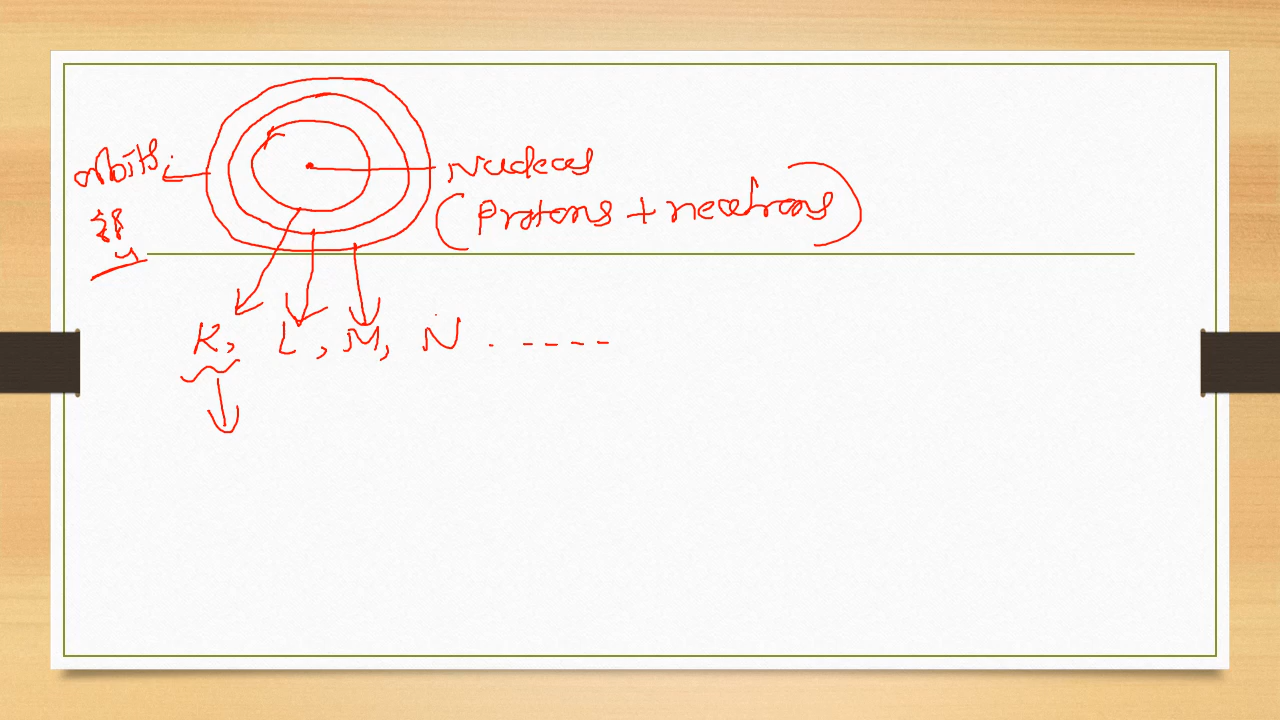 orbits Nucleus
(Protons + neutrons)
K, L, M, N . - - - -